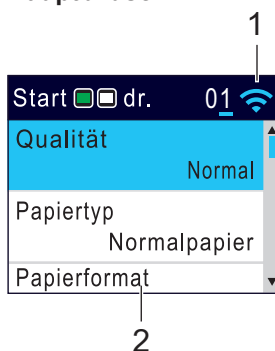 1
Start dr. 01
Qualität
Normal
Papiertyp
Normalpapier
Papierformat
2